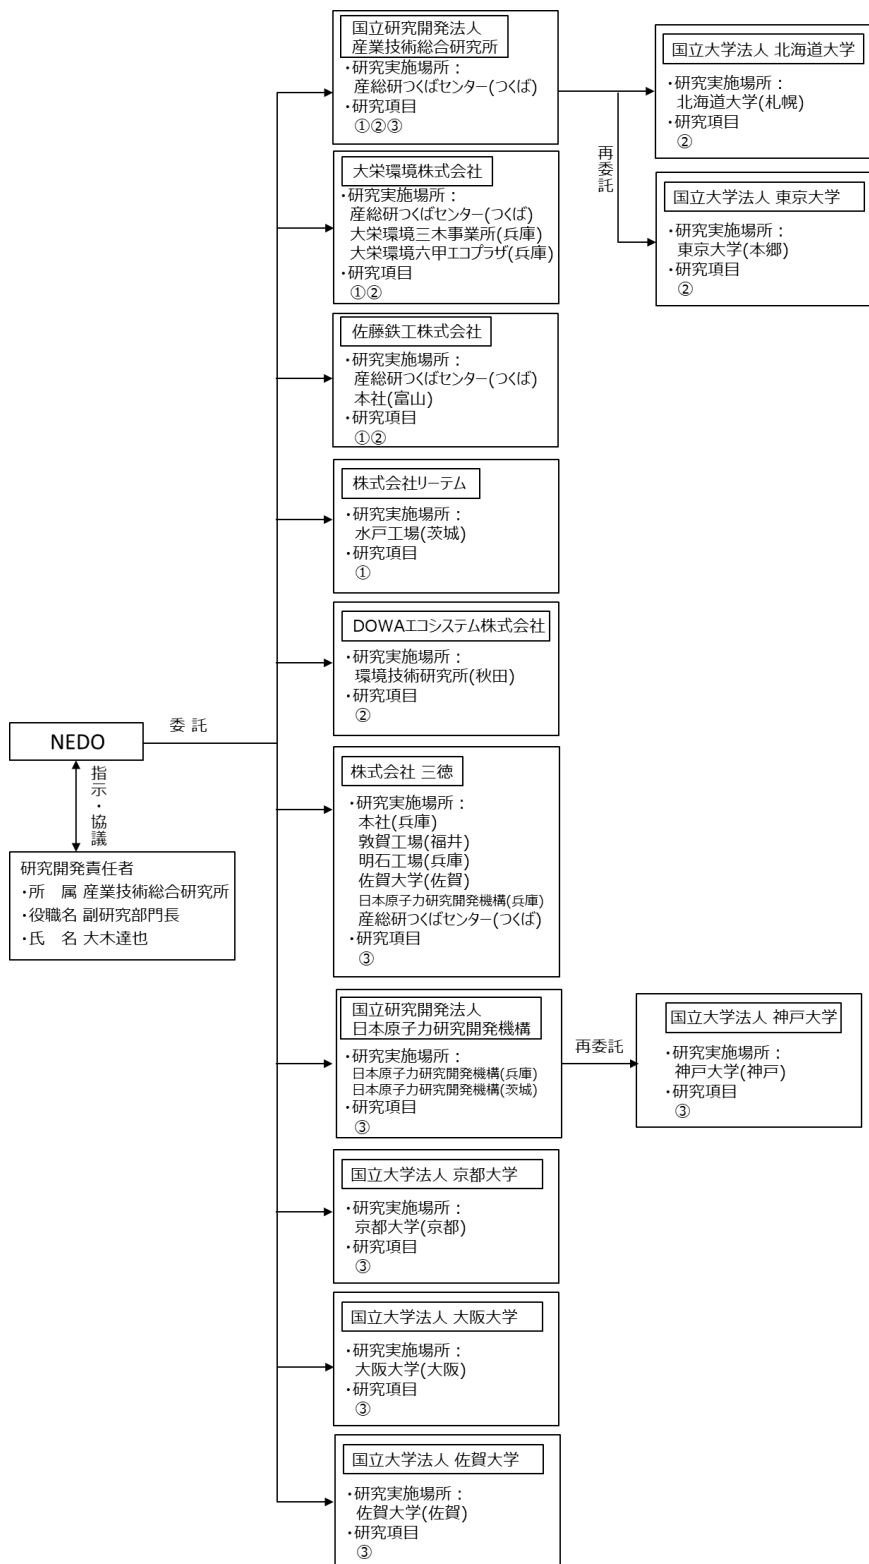 NEDO
指示・協議
研究開発責任者
・所　属 産業技術総合研究所
・役職名 副研究部門長
・氏　名 大木達也
委 託
国立研究開発法人
産業技術総合研究所
・研究実施場所：
産総研つくばセンター(つくば)
・研究項目
①②③
再委託
国立大学法人 北海道大学
・研究実施場所：
北海道大学(札幌)
・研究項目
②
国立大学法人 東京大学
・研究実施場所：
東京大学(本郷)
・研究項目
②
大栄環境株式会社
・研究実施場所：
産総研つくばセンター(つくば)
大栄環境三木事業所(兵庫)
大栄環境六甲エコプラザ(兵庫)
・研究項目
①②
佐藤鉄工株式会社
・研究実施場所：
産総研つくばセンター(つくば)
本社(富山)
・研究項目
①②
株式会社リーテム
・研究実施場所：
水戸工場(茨城)
・研究項目
①
DOWAエコシステム株式会社
・研究実施場所：
環境技術研究所(秋田)
・研究項目
②
株式会社 三徳
・研究実施場所：
本社(兵庫)
敦賀工場(福井)
明石工場(兵庫)
佐賀大学(佐賀)
日本原子力研究開発機構(兵庫)
産総研つくばセンター(つくば)
・研究項目
③
国立研究開発法人
日本原子力研究開発機構
・研究実施場所：
日本原子力研究開発機構(兵庫)
日本原子力研究開発機構(茨城)
・研究項目
③
再委託
国立大学法人 神戸大学
・研究実施場所：
神戸大学(神戸)
・研究項目
③
国立大学法人 京都大学
・研究実施場所：
京都大学(京都)
・研究項目
③
国立大学法人 大阪大学
・研究実施場所：
大阪大学(大阪)
・研究項目
③
国立大学法人 佐賀大学
・研究実施場所：
佐賀大学(佐賀)
・研究項目
③